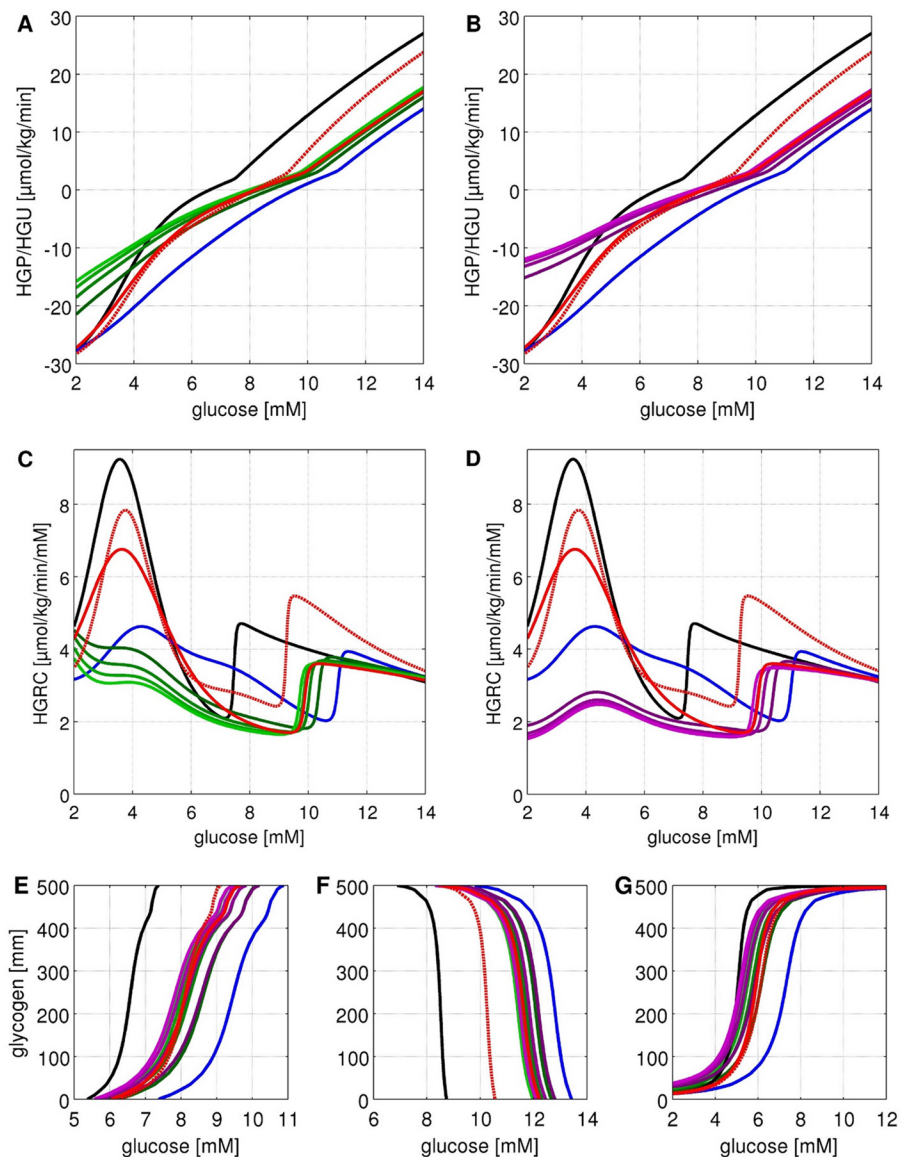 A
B
30
20
10
0
-10
-20
-30
HGP/HGU [µmol/kg/min]
2 4 6 8 10 12 14
glucose [mM]
30
20
10
0
-10
-20
-30
HGP/HGU [µmol/kg/min]
2 4 6 8 10 12 14
glucose [mM]
C
D
8
6
4
2
0
HGRC [µmol/kg/min/mM]
2 4 6 8 10 12 14
glucose [mM]
8
6
4
2
0
HGRC [µmol/kg/min/mM]
2 4 6 8 10 12 14
glucose [mM]
E
F
G
500
400
300
200
100
0
glycogen [mm]
5 6 7 8 9 10 11
glucose [mM]
500
400
300
200
100
0
6 8 10 12 14
glucose [mM]
500
400
300
200
100
0
2 4 6 8 10 12
glucose [mM]